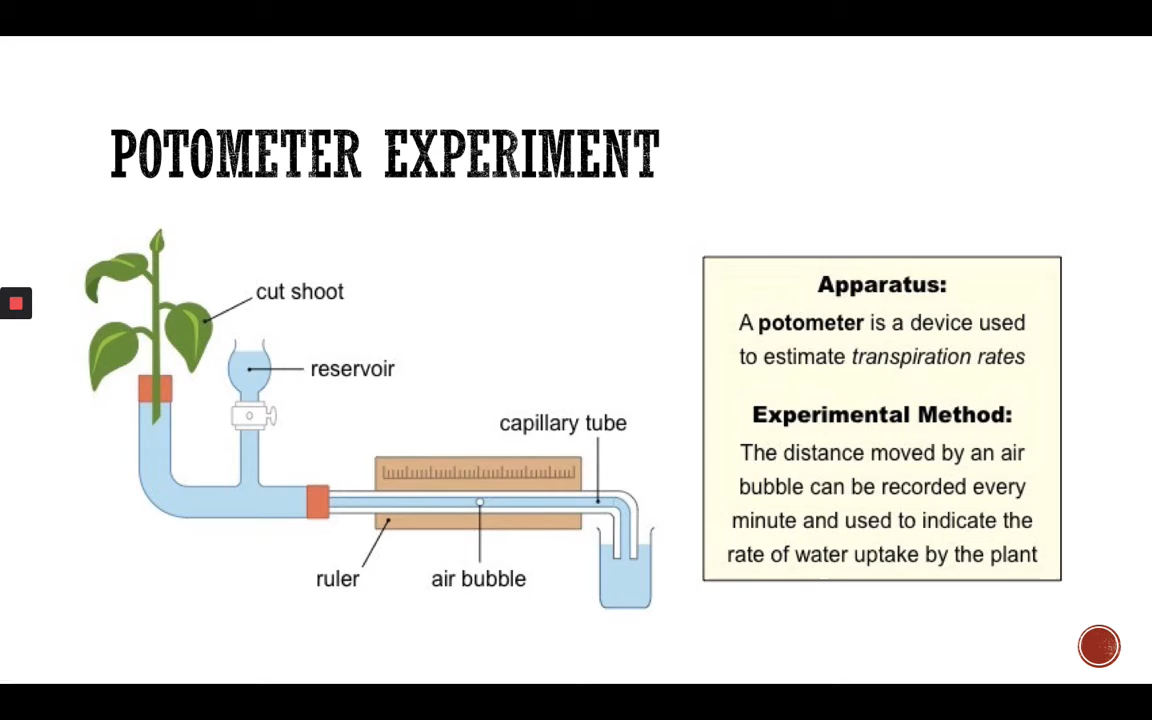 POTOMETER EXPERIMENT
cut shoot
reservoir
capillary tube
ruler
air bubble
Apparatus:
A potometer is a device used
to estimate transpiration rates
Experimental Method:
The distance moved by an air
bubble can be recorded every
minute and used to indicate the
rate of water uptake by the plant